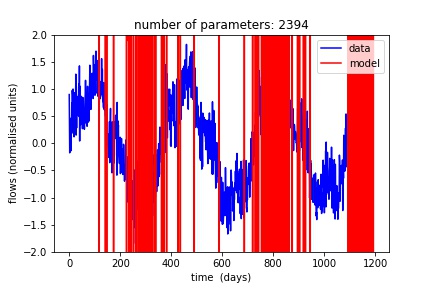 number of parameters: 2394
data
model
flows (normalised units)
2.0
1.5
1.0
0.5
0.0
−0.5
−1.0
−1.5
−2.0
0 200 400 600 800 1000 1200
time (days)